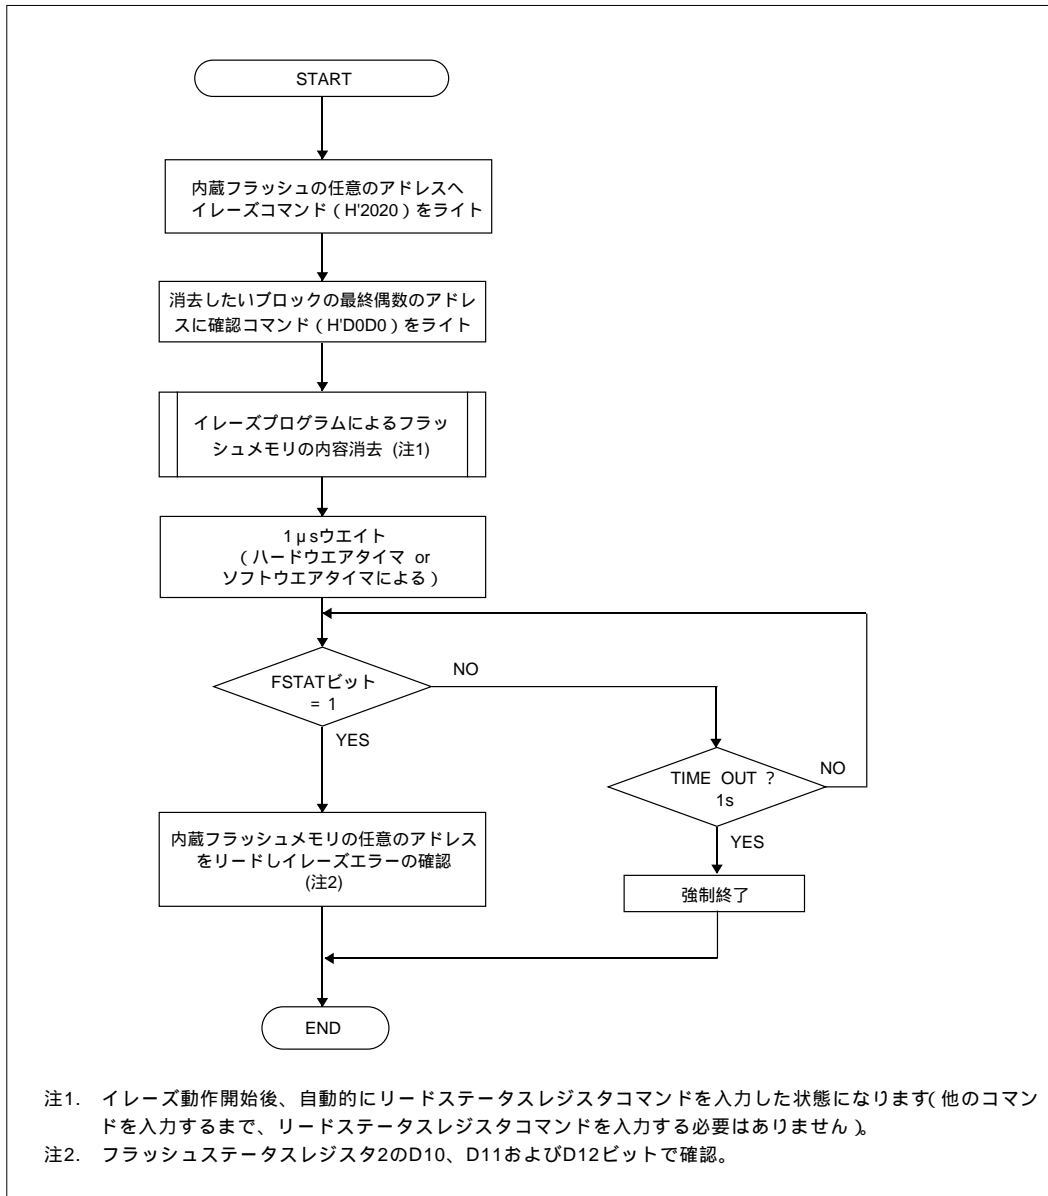 START
内蔵フラッシュの任意のアドレスへ
イレーズコマンド ( H'2020 ) をライト
消去したいブロックの最終偶数のアドレ
スに確認コマンド ( H'D0D0 ) をライト
イレーズプログラムによるフラッ
シュメモリの内容消去 (注1)
1 μ sウエイト
( ハードウエアタイマ or
ソフトウエアタイマによる )
FSTATビット
= 1
NO
YES
TIME OUT ?
1s
NO
YES
内蔵フラッシュメモリの任意のアドレス
をリードしイレーズエラーの確認
(注2)
強制終了
END
注1. イレーズ動作開始後、自動的にリードステータスレジスタコマンドを入力した状態になります( 他のコマン
ドを入力するまで、リードステータスレジスタコマンドを入力する必要はありません )。
注2. フラッシュステータスレジスタ2のD10、D11およびD12ビットで確認。